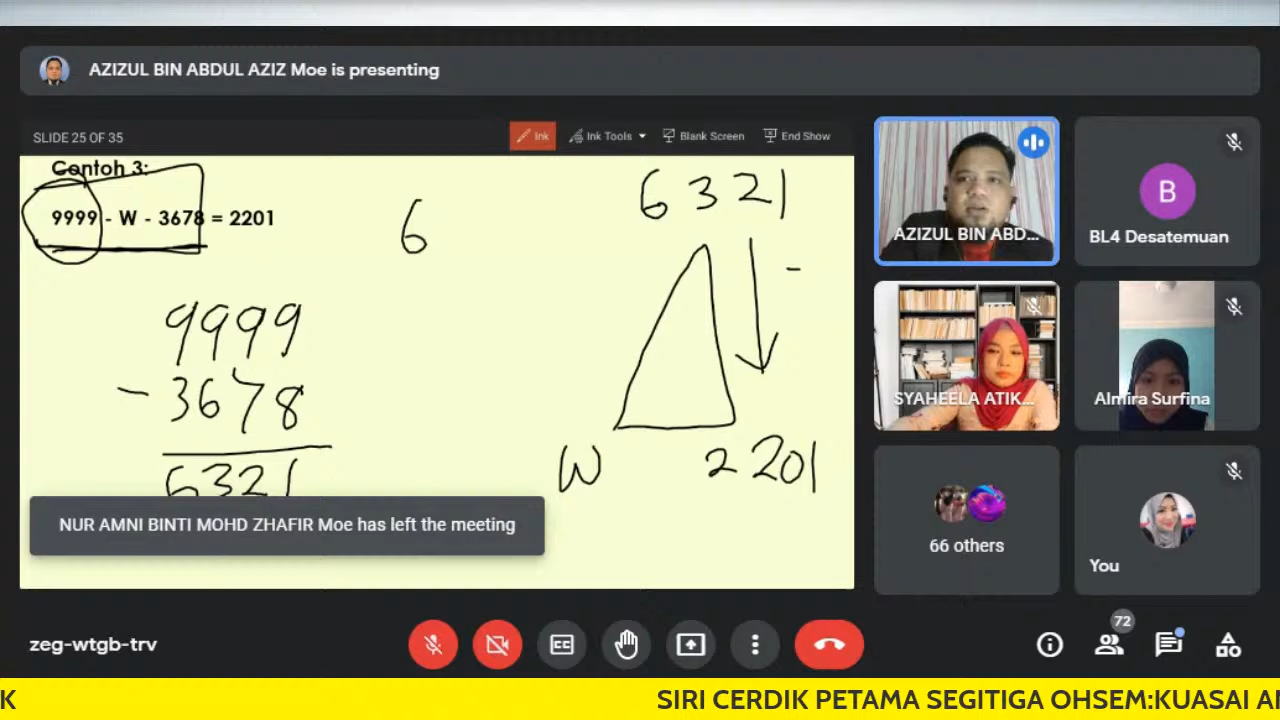 AZIZUL BIN ABDUL AZIZ Moe is presenting
SLIDE 25 OF 35
Ink
Ink Tools
Blank Screen
End Show
Contoh 3:
9999 - W - 3678 = 2201
6
9999
- 3678
6321
6321
-
W
2201
AZIZUL BIN ABD...
B
BL4 Desatemuan
SYAHEELA ATIK...
Almira Surfina
66 others
You
NUR AMNI BINTI MOHD ZHAFIR Moe has left the meeting
zeg-wtgb-trv
CC
72
K
SIRI CERDIK PETAMA SEGITIGA OHSEM:KUASAI